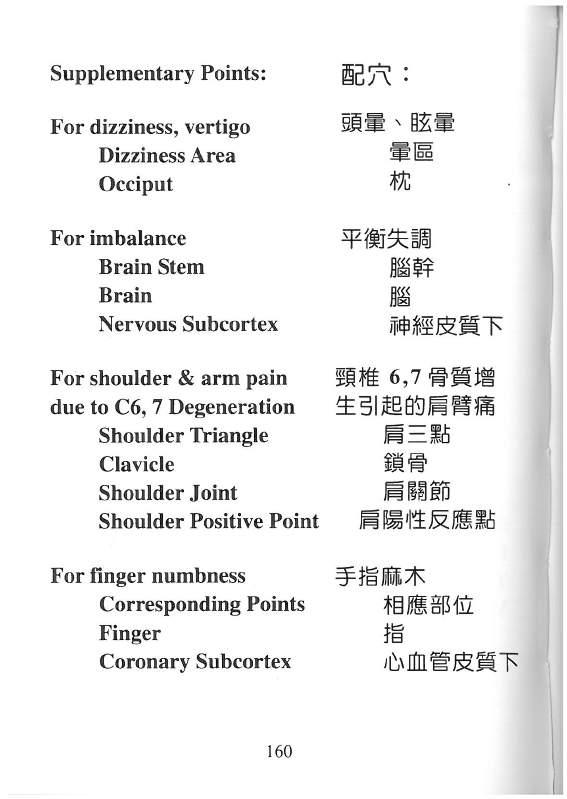 Supplementary Points: 配穴：
For dizziness, vertigo 頭暈、眩暈
Dizziness Area 暈區
Occiput 枕
For imbalance 平衡失調
Brain Stem 腦幹
Brain 腦
Nervous Subcortex 神經皮質下
For shoulder & arm pain 頸椎 6,7 骨質增
due to C6, 7 Degeneration 生引起的肩臂痛
Shoulder Triangle 肩三點
Clavicle 鎖骨
Shoulder Joint 肩關節
Shoulder Positive Point 肩陽性反應點
For finger numbness 手指麻木
Corresponding Points 相應部位
Finger 指
Coronary Subcortex 心血管皮質下
160